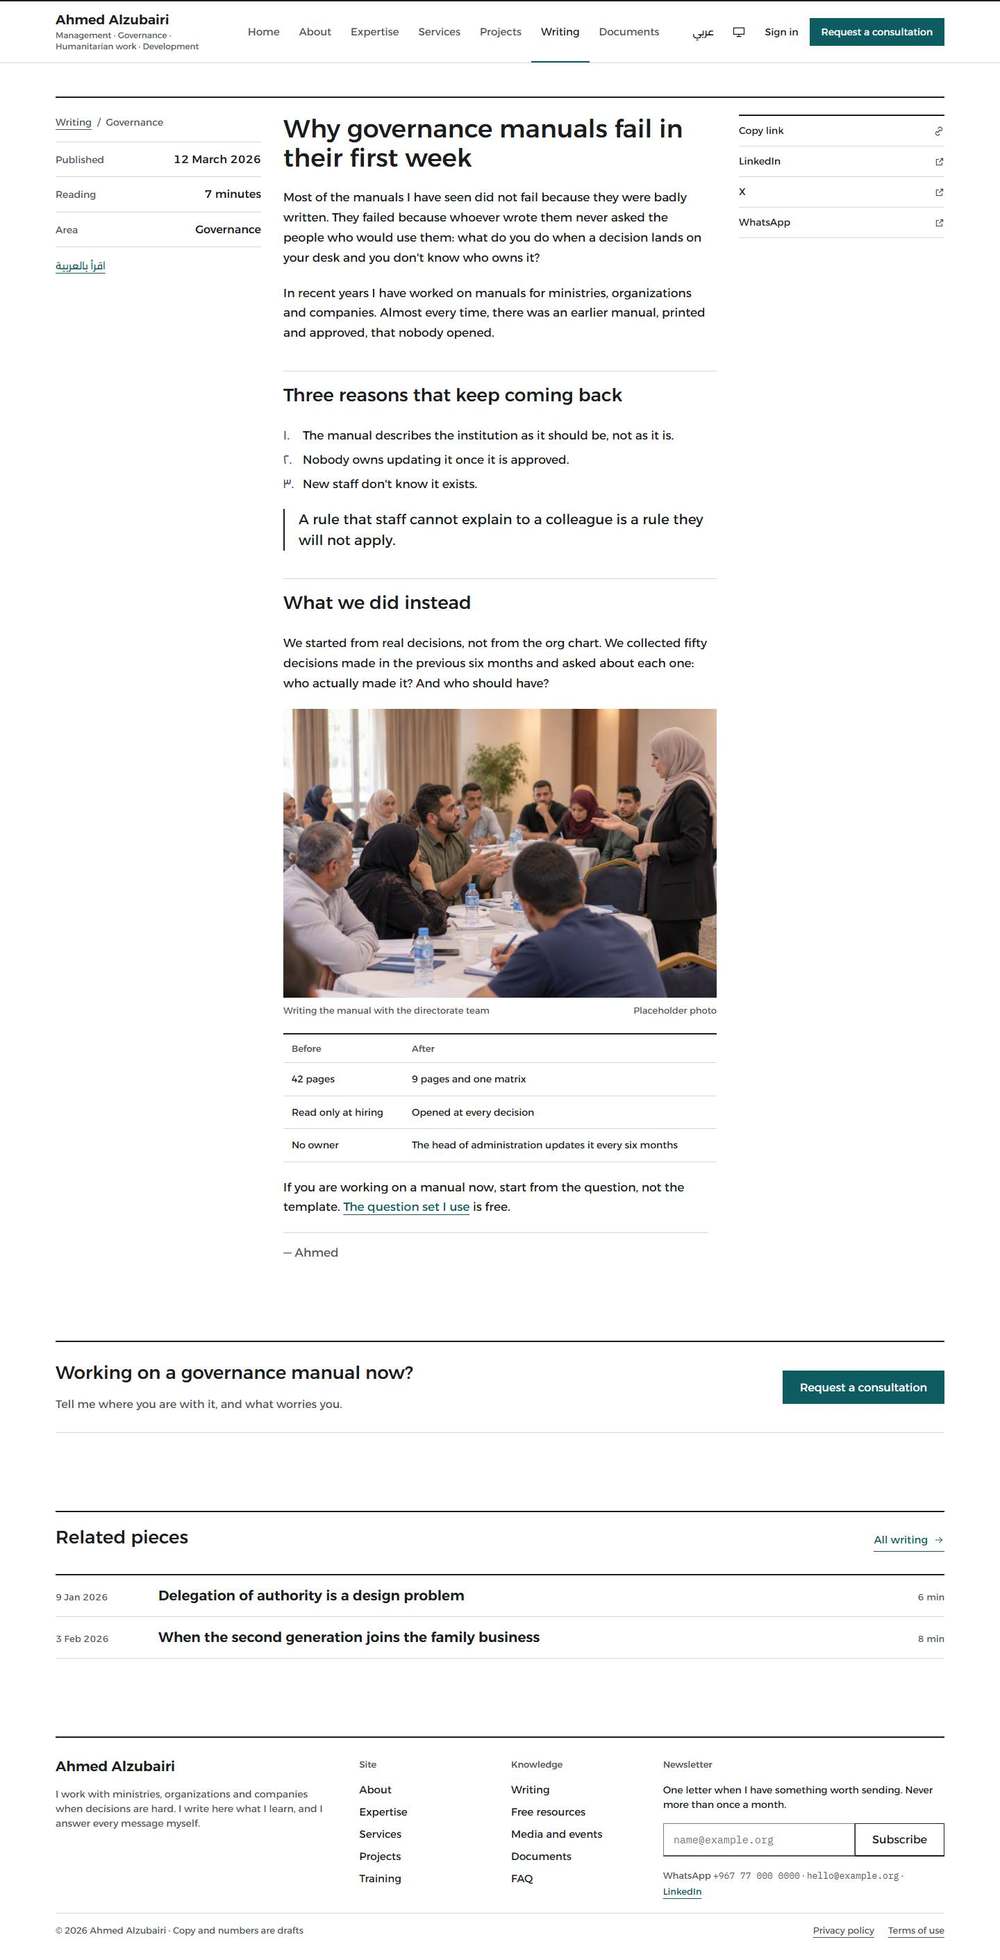 Ahmed Alzubairi
Management · Governance ·
Humanitarian work · Development
Home
About
Expertise
Services
Projects
Writing
Documents
عربي
Sign in
Request a consultation
Writing / Governance
Published 12 March 2026
Reading 7 minutes
Area Governance
اقرأ بالعربية
Why governance manuals fail in
their first week
Most of the manuals I have seen did not fail because they were badly
written. They failed because whoever wrote them never asked the
people who would use them: what do you do when a decision lands on
your desk and you don't know who owns it?
In recent years I have worked on manuals for ministries, organizations
and companies. Almost every time, there was an earlier manual, printed
and approved, that nobody opened.
Three reasons that keep coming back
١. The manual describes the institution as it should be, not as it is.
٢. Nobody owns updating it once it is approved.
٣. New staff don't know it exists.
A rule that staff cannot explain to a colleague is a rule they
will not apply.
What we did instead
We started from real decisions, not from the org chart. We collected fifty
decisions made in the previous six months and asked about each one:
who actually made it? And who should have?
Writing the manual with the directorate team
Placeholder photo
Before After
42 pages 9 pages and one matrix
Read only at hiring Opened at every decision
No owner The head of administration updates it every six months
If you are working on a manual now, start from the question, not the
template. The question set I use is free.
— Ahmed
Copy link
LinkedIn
X
WhatsApp
Working on a governance manual now?
Tell me where you are with it, and what worries you.
Request a consultation
Related pieces
All writing →
9 Jan 2026 Delegation of authority is a design problem 6 min
3 Feb 2026 When the second generation joins the family business 8 min
Ahmed Alzubairi
I work with ministries, organizations and companies
when decisions are hard. I write here what I learn, and I
answer every message myself.
Site
About
Expertise
Services
Projects
Training
Knowledge
Writing
Free resources
Media and events
Documents
FAQ
Newsletter
One letter when I have something worth sending. Never
more than once a month.
name@example.org
Subscribe
WhatsApp +967 77 000 0000 · hello@example.org ·
LinkedIn
© 2026 Ahmed Alzubairi · Copy and numbers are drafts
Privacy policy
Terms of use